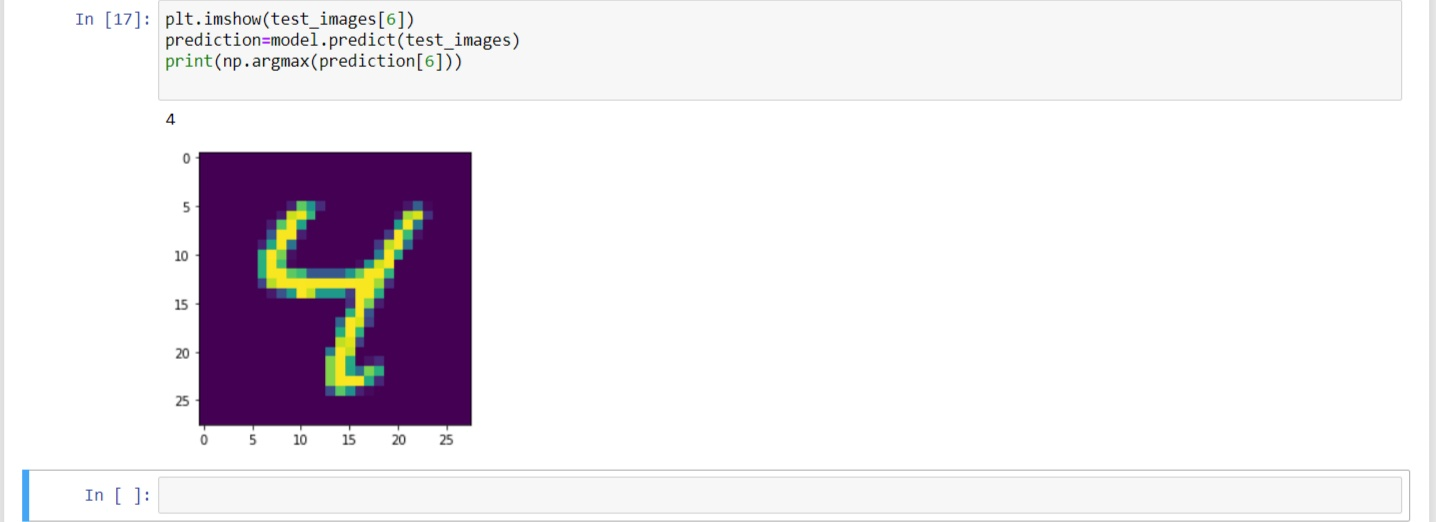 In [17]: plt.imshow(test_images[6])
prediction=model.predict(test_images)
print(np.argmax(prediction[6]))
4
0
5
10
15
20
25
4
0 5 10 15 20 25
In [ ]: